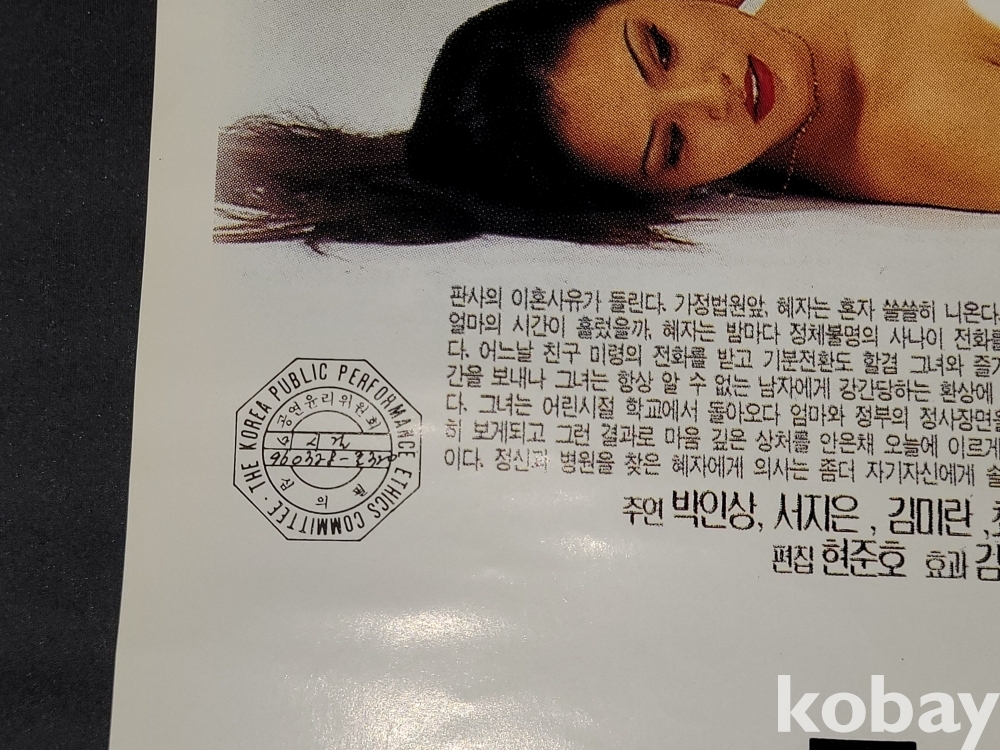 판사의 이혼사유가 들린다. 가정법원앞, 혜자는 혼자 쓸쓸히 나온다
얼마의 시간이 흘렀을까, 혜자는 밤마다 정체불명의 사나이 전화를
다. 어느날 친구 미령의 전화를 받고 기분전환도 할겸 그녀와 즐거
간을 보내나 그녀는 항상 알 수 없는 남자에게 강간당하는 환상에
다. 그녀는 어린시절 학교에서 돌아오다 엄마와 정부의 정사장면을
히 보게되고 그런 결과로 마음 깊은 상처를 안은채 오늘에 이르게
이다. 정신과 병원을 찾은 혜자에게 의사는 좀더 자기자신에게 솔
THE KOREA PUBLIC PERFORMANCE ETHICS COMMITTEE
공연윤리위원회
심의
주연 박인상, 서지은, 김미란,
편집 현준호 효과 김
kobay